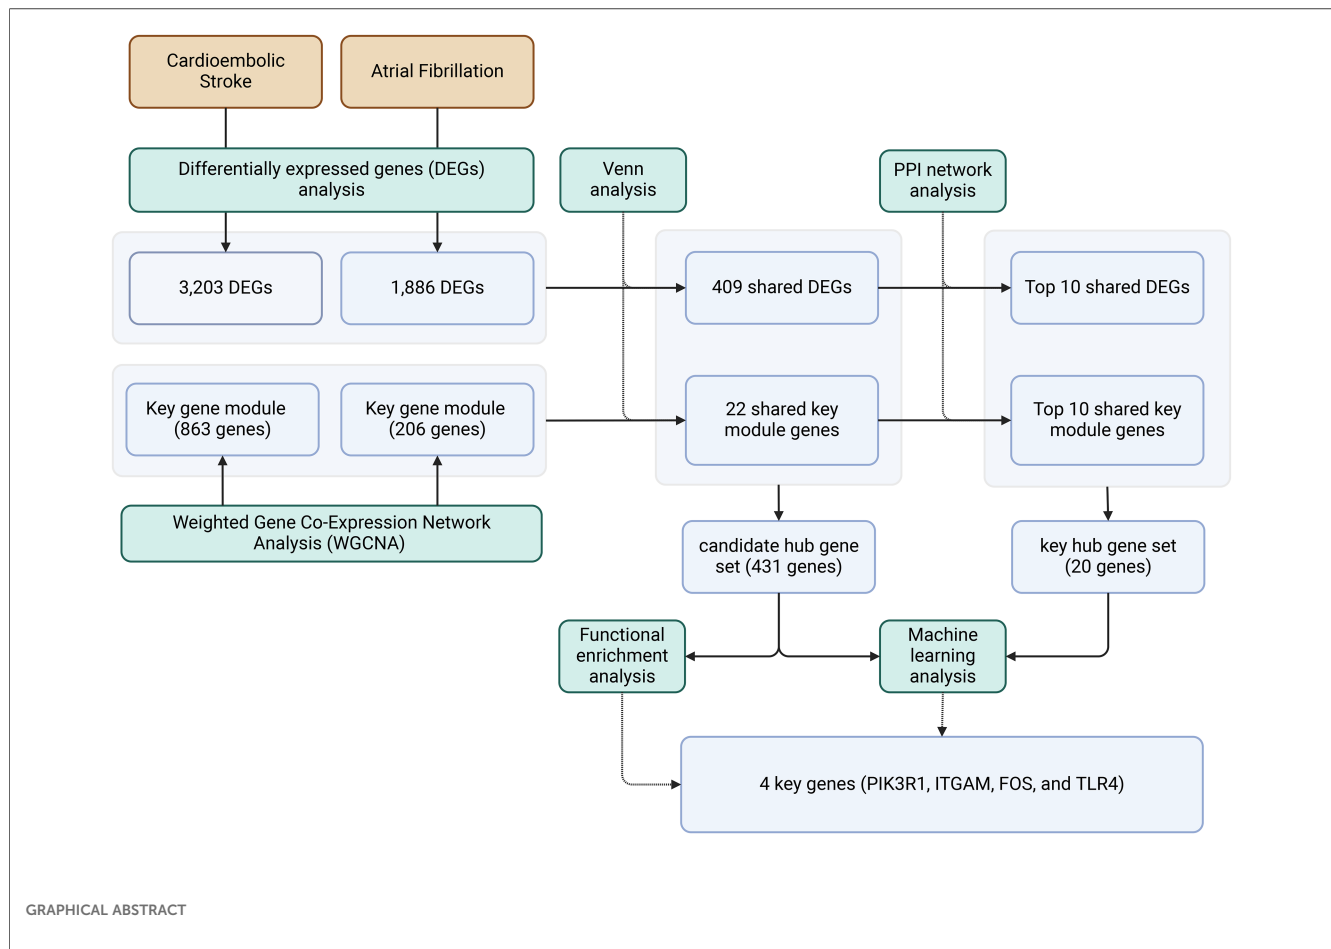 Cardioembolic
Stroke
Atrial Fibrillation
Differentially expressed genes (DEGs)
analysis
Venn
analysis
PPI network
analysis
3,203 DEGs
1,886 DEGs
409 shared DEGs
Top 10 shared DEGs
Key gene module
(863 genes)
Key gene module
(206 genes)
22 shared key
module genes
Top 10 shared key
module genes
Weighted Gene Co-Expression Network
Analysis (WGCNA)
candidate hub gene
set (431 genes)
key hub gene set
(20 genes)
Functional
enrichment
analysis
Machine
learning
analysis
4 key genes (PIK3R1, ITGAM, FOS, and TLR4)
GRAPHICAL ABSTRACT